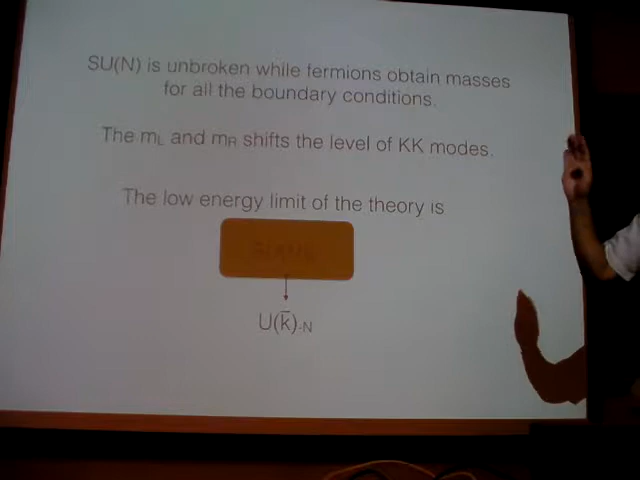 SU(N) is unbroken while fermions obtain masses
for all the boundary conditions.
The mL and mR shifts the level of KK modes.
The low energy limit of the theory is
U(k̅)-N